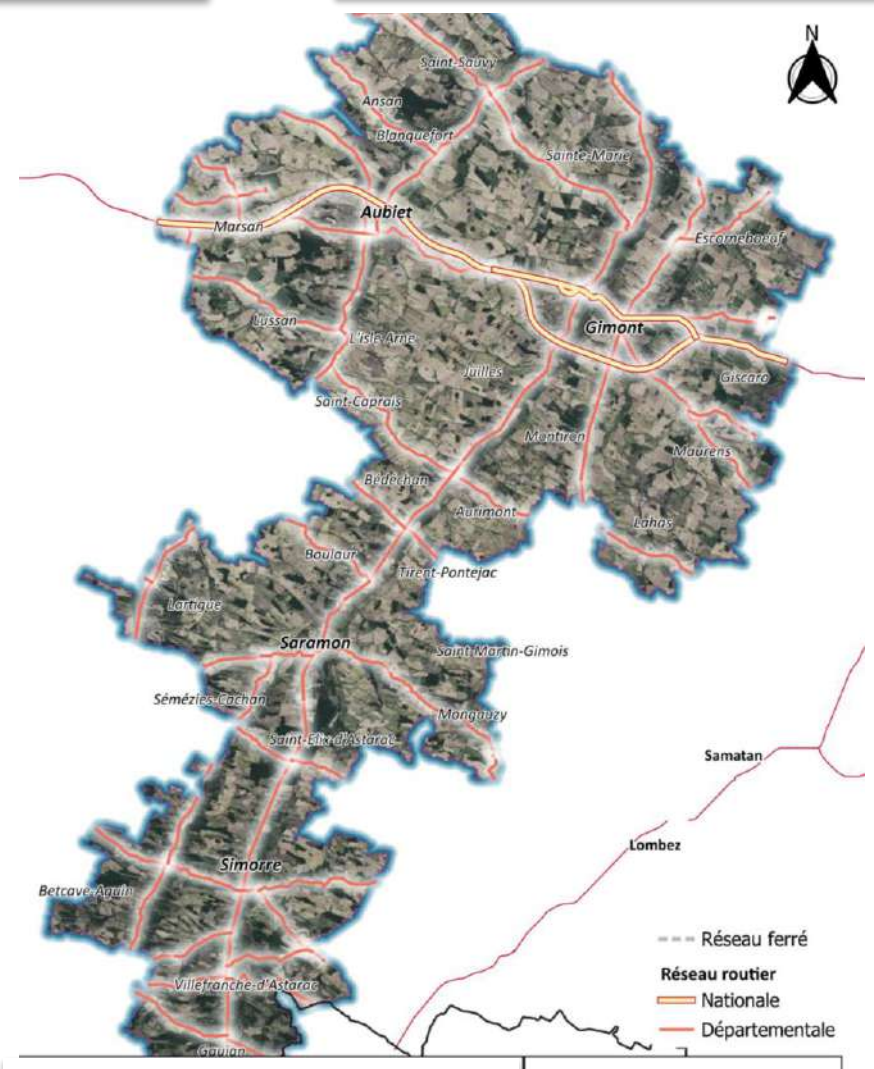 N
Saint-Sauvy
Ansan
Blanquefort
Sainte-Marie
Aubiet
Marsan
Escorneboeuf
Lussan
L'Isle-Arne
Gimont
Juilles
Giscaro
Saint-Caprais
Montiron
Maurens
Bédéchan
Aurimont
Lahas
Boulaur
Tirent-Pontejac
Lartigue
Saramon
Saint-Martin-Gimois
Sémézies-Cachan
Mongauzy
Saint-Elix-d'Astarac
Samatan
Lombez
Simorre
Betcave-Aguin
Villefranche-d'Astarac
Gaujan
Réseau ferré
Réseau routier
Nationale
Départementale